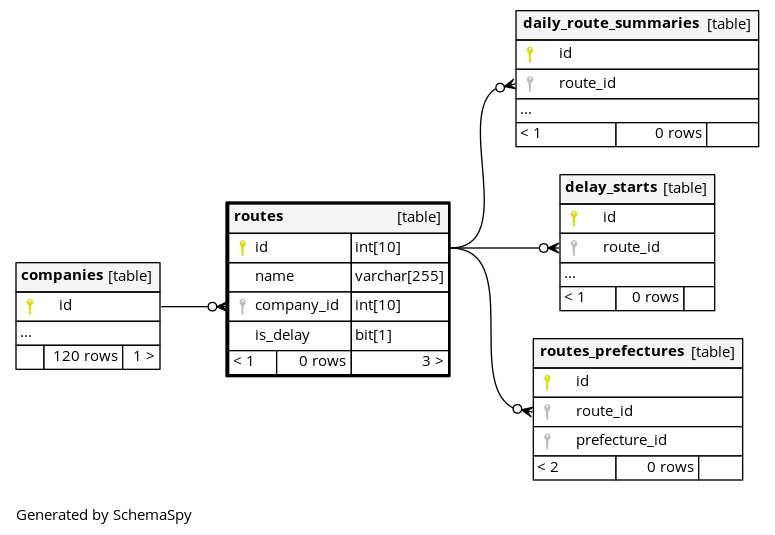 daily_route_summaries [table]
id
route_id
...
< 1 0 rows
delay_starts [table]
id
route_id
...
< 1 0 rows
routes [table]
id int[10]
name varchar[255]
company_id int[10]
is_delay bit[1]
< 1 0 rows 3 >
companies [table]
id
...
120 rows 1 >
routes_prefectures [table]
id
route_id
prefecture_id
< 2 0 rows
Generated by SchemaSpy